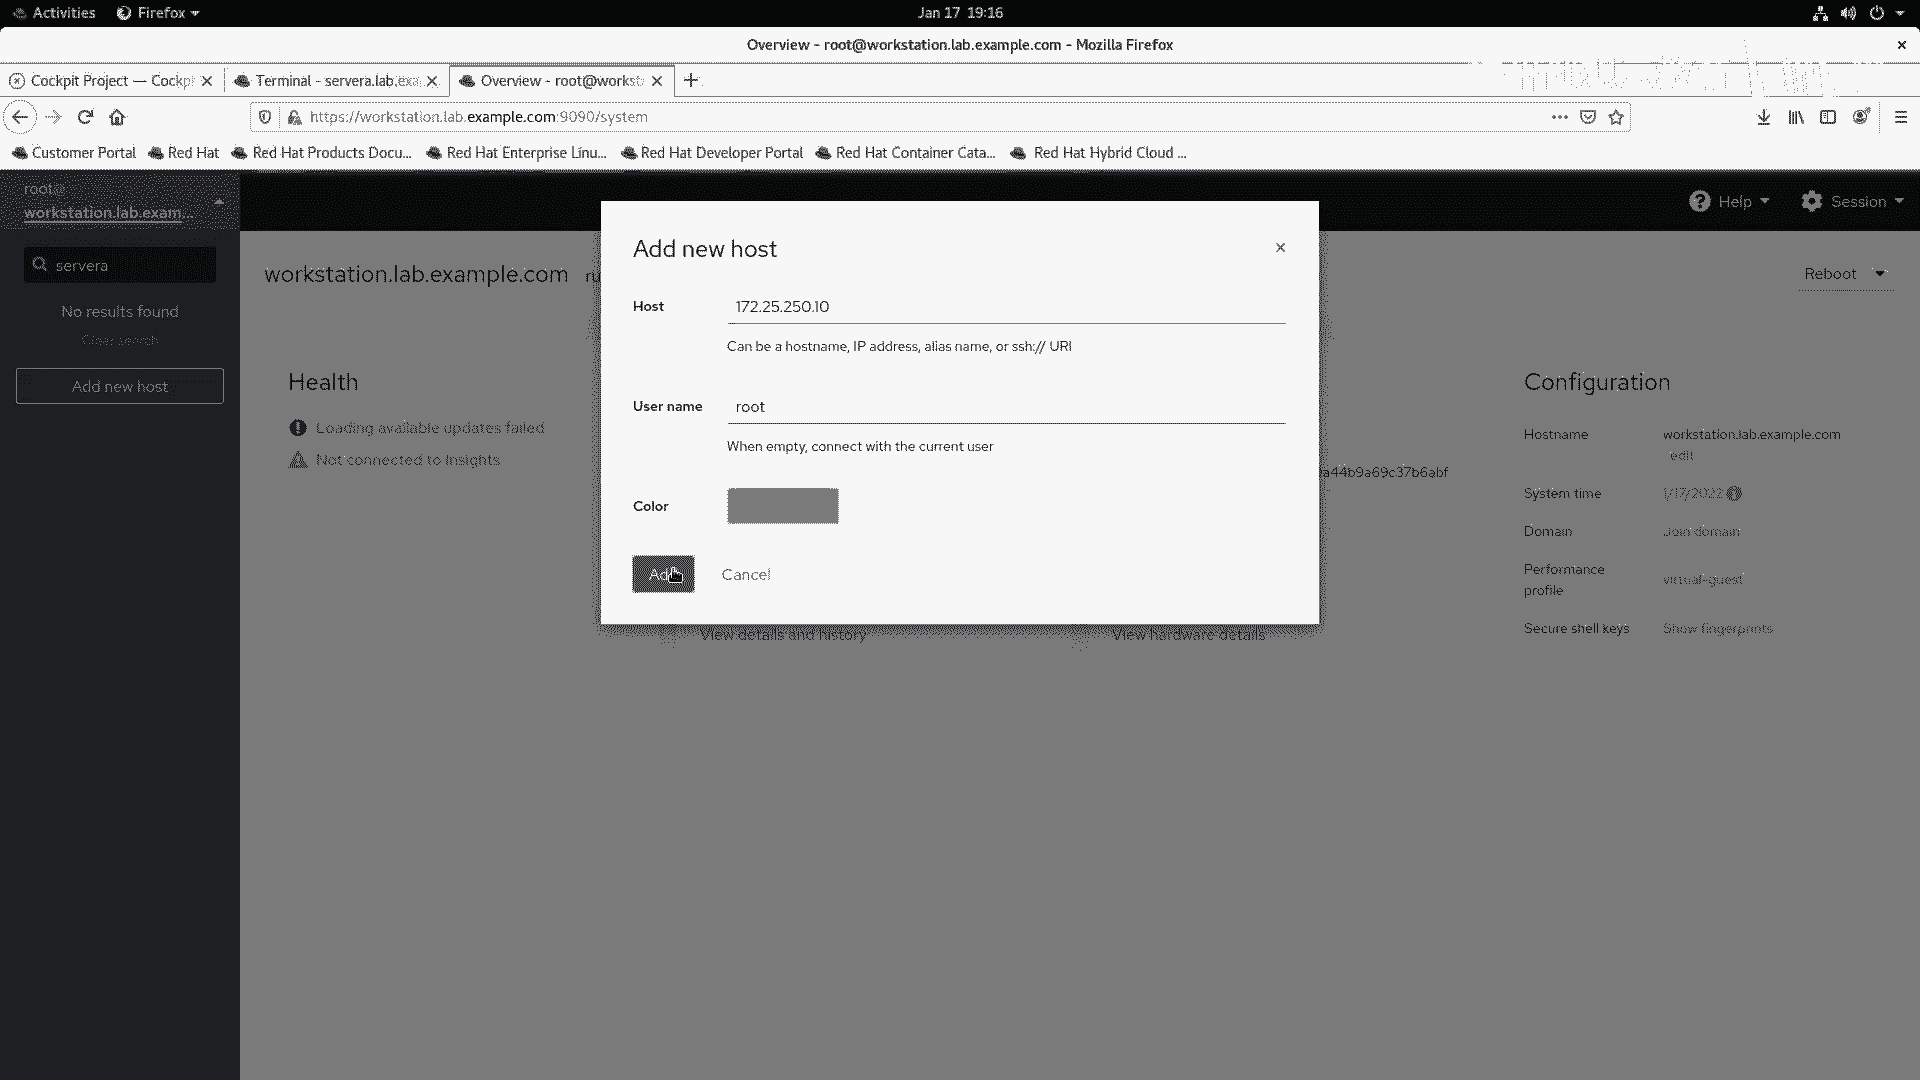 Activities Firefox Jan 17 19:16
Overview - root@workstation.lab.example.com - Mozilla Firefox
Cockpit Project — Cockpi Terminal - servera.lab.exa Overview - root@workst
https://workstation.lab.example.com:9090/system
Customer Portal Red Hat Red Hat Products Docu... Red Hat Enterprise Linu... Red Hat Developer Portal Red Hat Container Cata... Red Hat Hybrid Cloud ...
root@
workstation.lab.exam...
Help Session
servera
No results found
Clear search
Add new host
workstation.lab.example.com ru
Reboot
Health
Loading available updates failed
Not connected to Insights
Add new host
Host 172.25.250.10
Can be a hostname, IP address, alias name, or ssh:// URI
User name root
When empty, connect with the current user
Color
Add Cancel
View details and history
View hardware details
a44b9a69c37b6abf
Configuration
Hostname workstation.lab.example.com
edit
System time 1/17/2022
Domain Join domain
Performance profile virtual-guest
Secure shell keys Show fingerprints